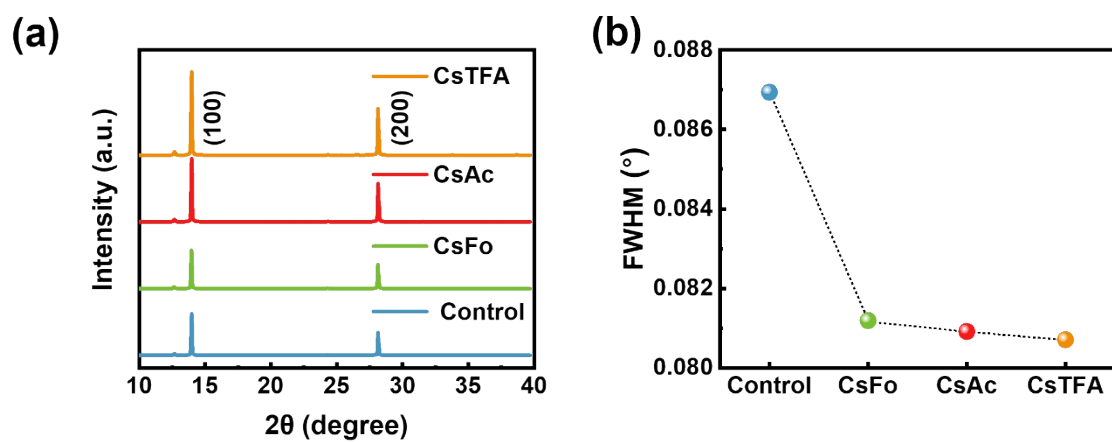 (a)
Intensity (a.u.)
CsTFA
(100)
(200)
CsAc
CsFo
Control
10 15 20 25 30 35 40
2θ (degree)
(b)
FWHM (°)
0.088
0.086
0.084
0.082
0.080
Control CsFo CsAc CsTFA